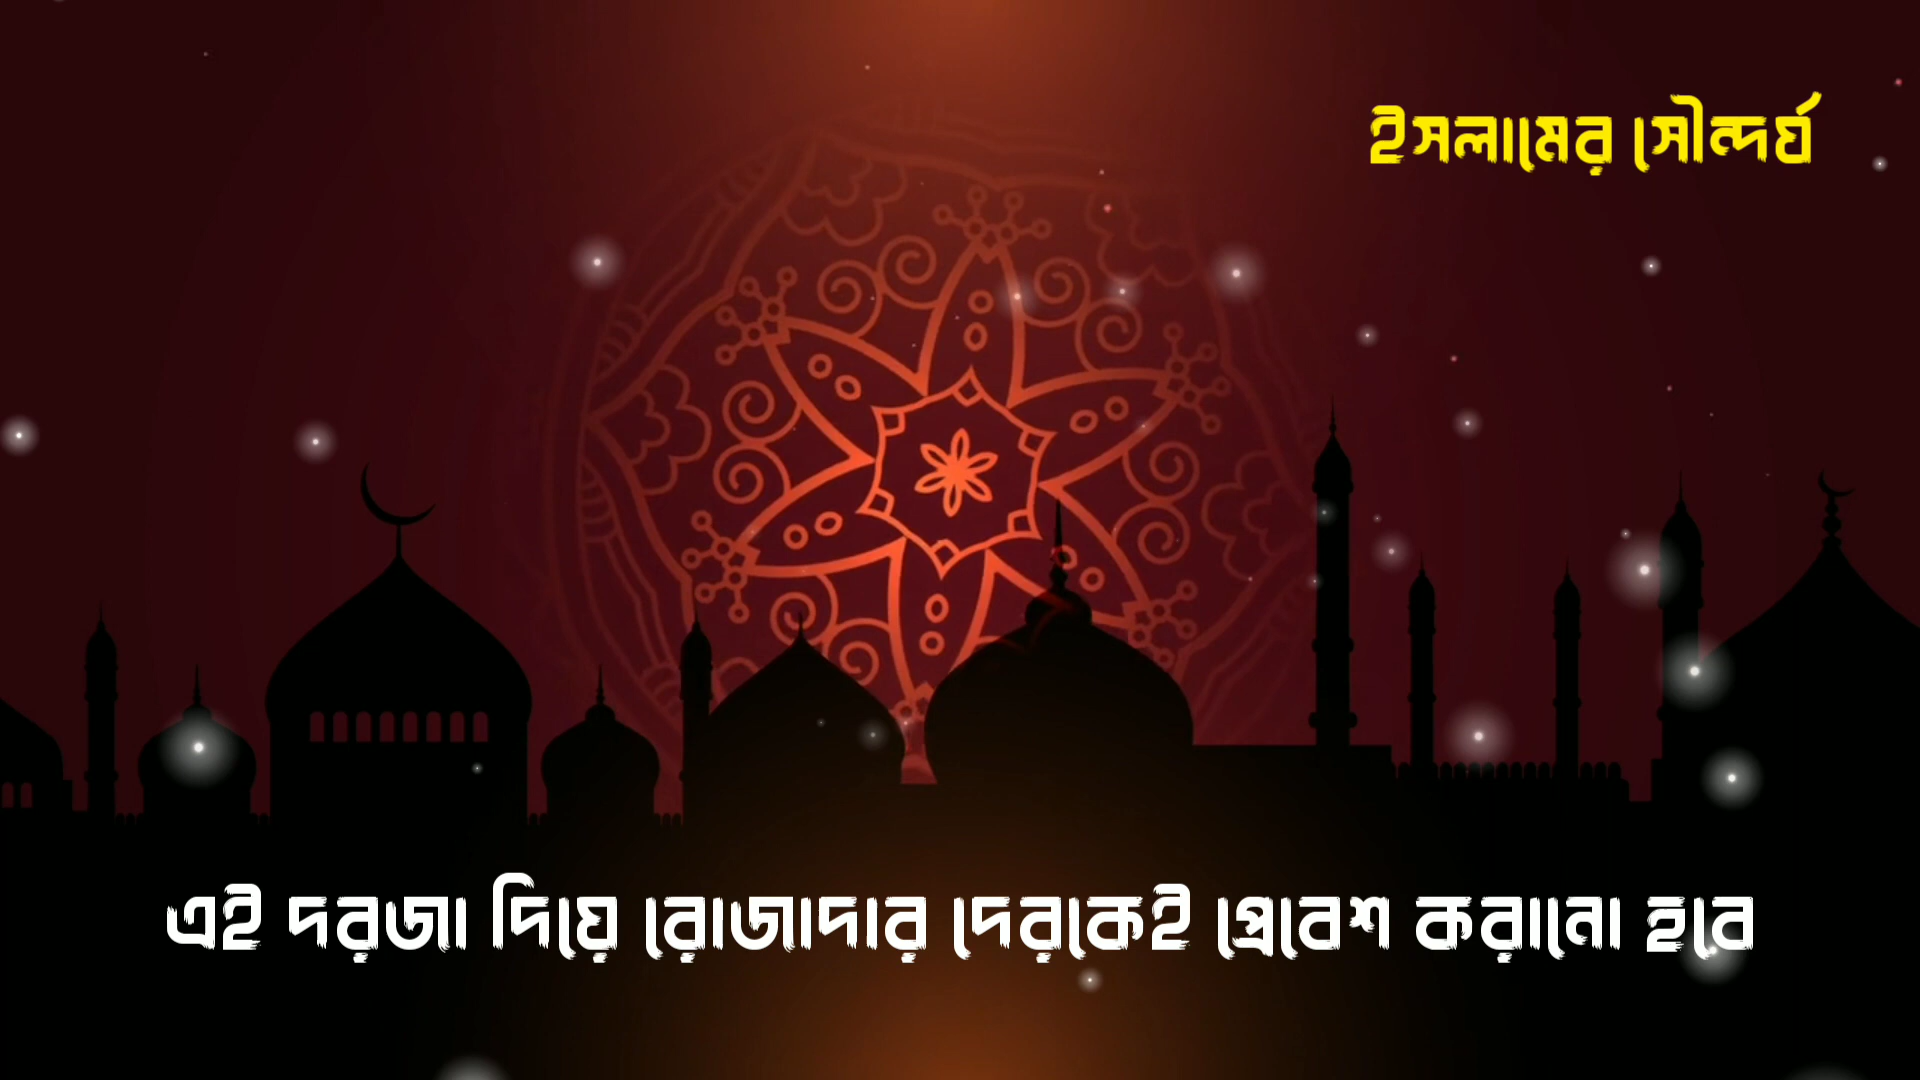 ইসলামের সৌন্দর্য
এই দরজা দিয়ে রোজাদার দেরকেই প্রবেশ করানো হবে